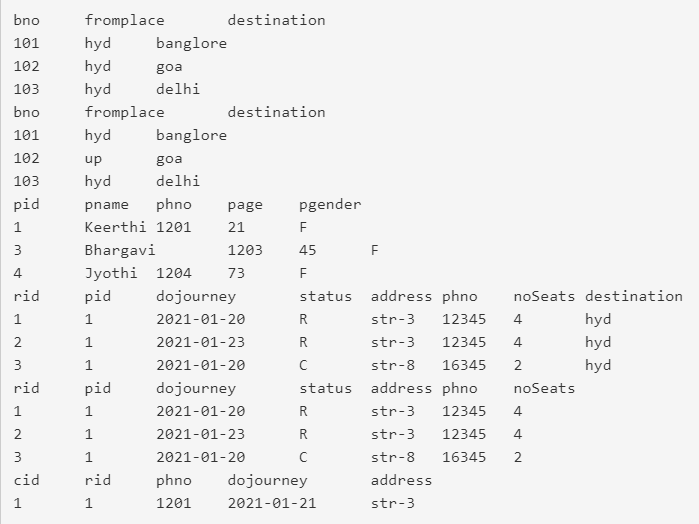 bno fromplace destination
101 hyd banglore
102 hyd goa
103 hyd delhi
bno fromplace destination
101 hyd banglore
102 up goa
103 hyd delhi
pid pname phno page pgender
1 Keerthi 1201 21 F
3 Bhargavi 1203 45 F
4 Jyothi 1204 73 F
rid pid dojourney status address phno noSeats destination
1 1 2021-01-20 R str-3 12345 4 hyd
2 1 2021-01-23 R str-3 12345 4 hyd
3 1 2021-01-20 C str-8 16345 2 hyd
rid pid dojourney status address phno noSeats
1 1 2021-01-20 R str-3 12345 4
2 1 2021-01-23 R str-3 12345 4
3 1 2021-01-20 C str-8 16345 2
cid rid phno dojourney address
1 1 1201 2021-01-21 str-3